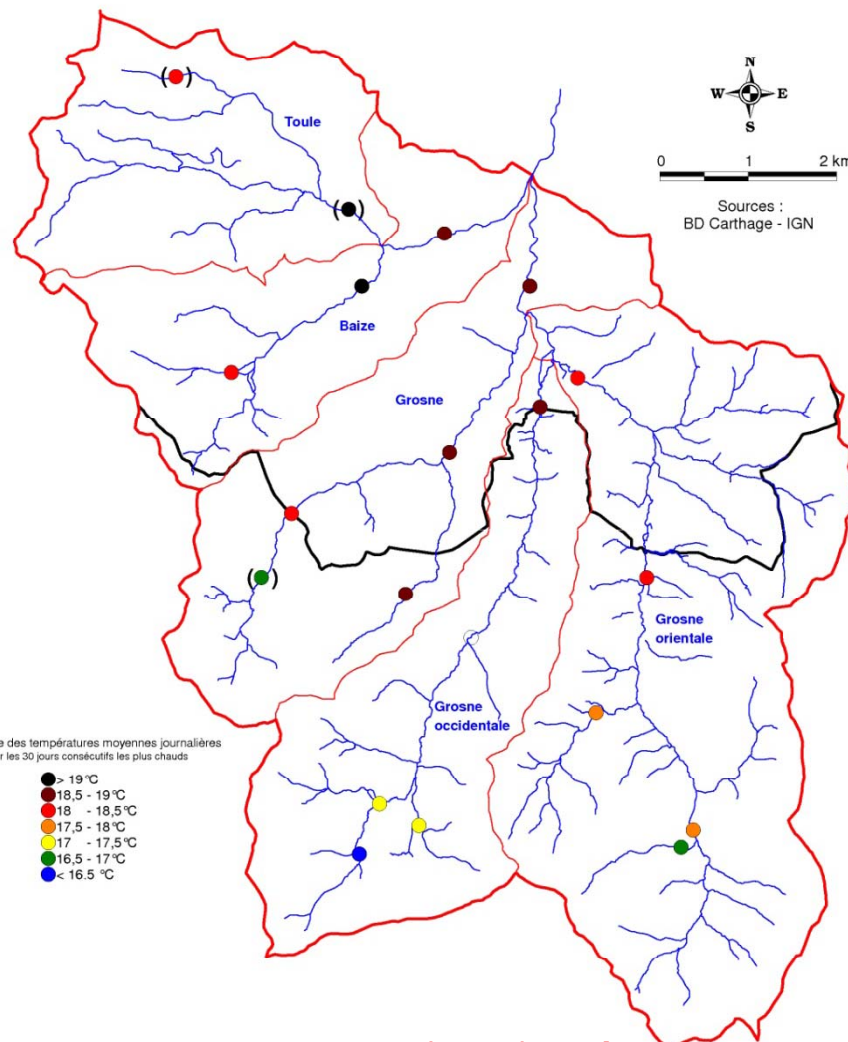 N
W E
S
0 1 2 km
Sources :
BD Carthage - IGN
( )
Toule
( )
Baize
Grosne
( )
Grosne
orientale
Grosne
occidentale
e des températures moyennes journalières
r les 30 jours consécutifs les plus chauds
> 19 °C
18,5 - 19 °C
18 - 18,5 °C
17,5 - 18 °C
17 - 17,5 °C
16,5 - 17 °C
< 16.5 °C